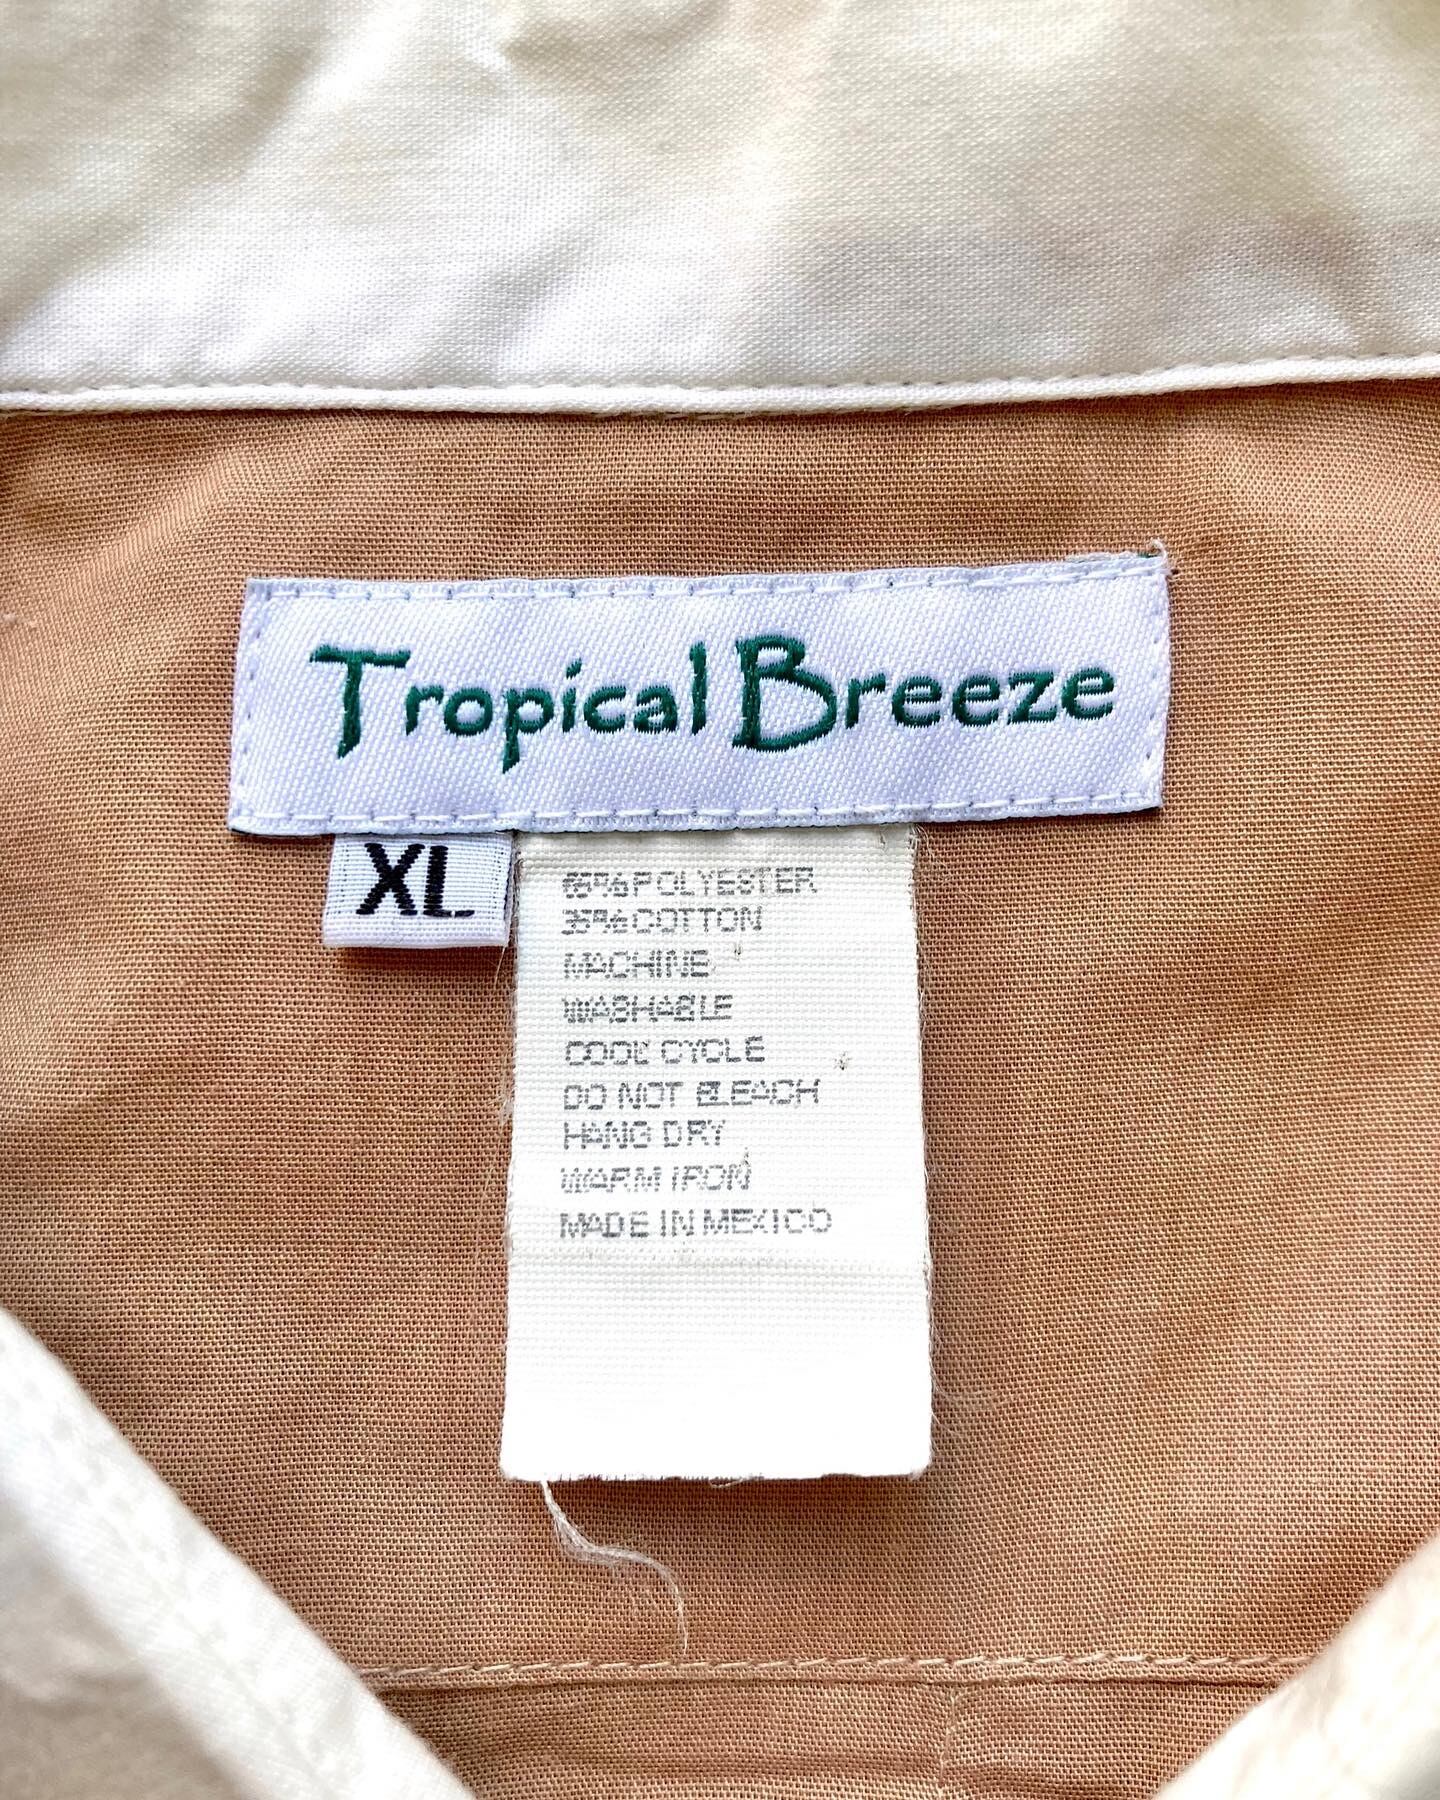 Tropical Breeze
XL
65% POLYESTER
35% COTTON
MACHINE
WASHABLE
COOL CYCLE
DO NOT BLEACH
HANG DRY
WARM IRON
MADE IN MEXICO